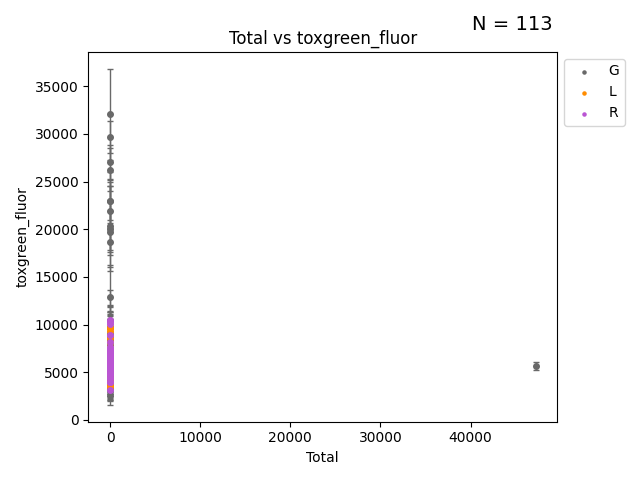 N = 113
Total vs toxgreen_fluor
G
L
R
toxgreen_fluor
35000
30000
25000
20000
15000
10000
5000
0
0 10000 20000 30000 40000
Total